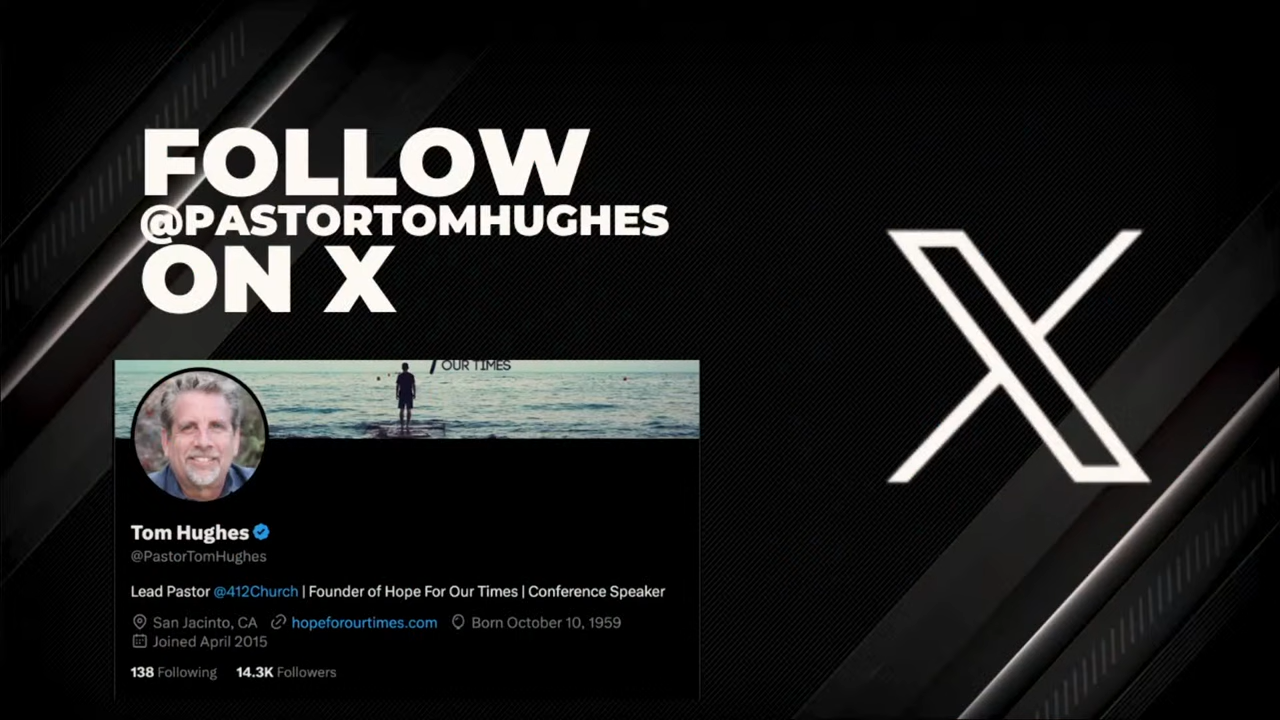 FOLLOW
@PASTORTOMHUGHES
ON X
OUR TIMES
Tom Hughes
@PastorTomHughes
Lead Pastor @412Church | Founder of Hope For Our Times | Conference Speaker
San Jacinto, CA hopeforourtimes.com Born October 10, 1959
Joined April 2015
138 Following 14.3K Followers